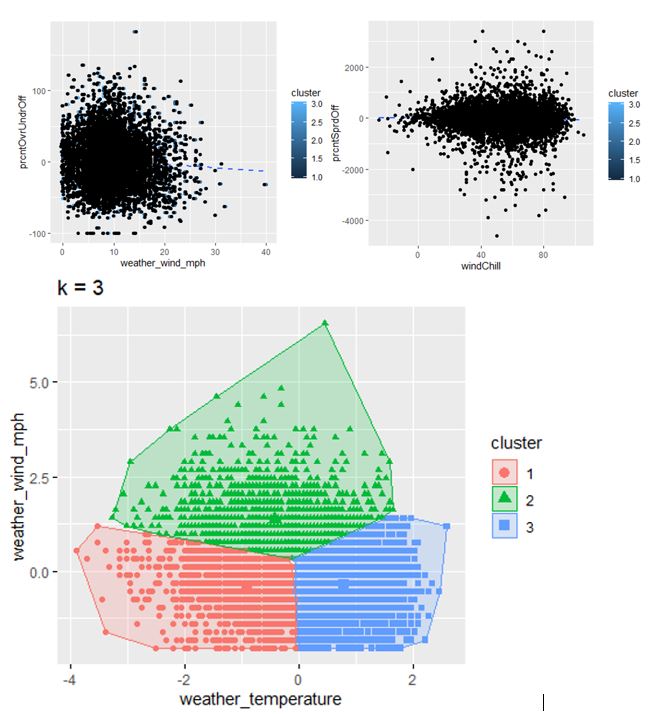 cluster
3.0
2.5
2.0
1.5
1.0
prcntOvrUndrOff
100
0
-100
0 10 20 30 40
weather_wind_mph
cluster
3.0
2.5
2.0
1.5
1.0
prcntSprdOff
2000
0
-2000
-4000
0 40 80
windChill
k = 3
weather_wind_mph
5.0
2.5
0.0
-4 -2 0 2
weather_temperature
cluster
1
2
3